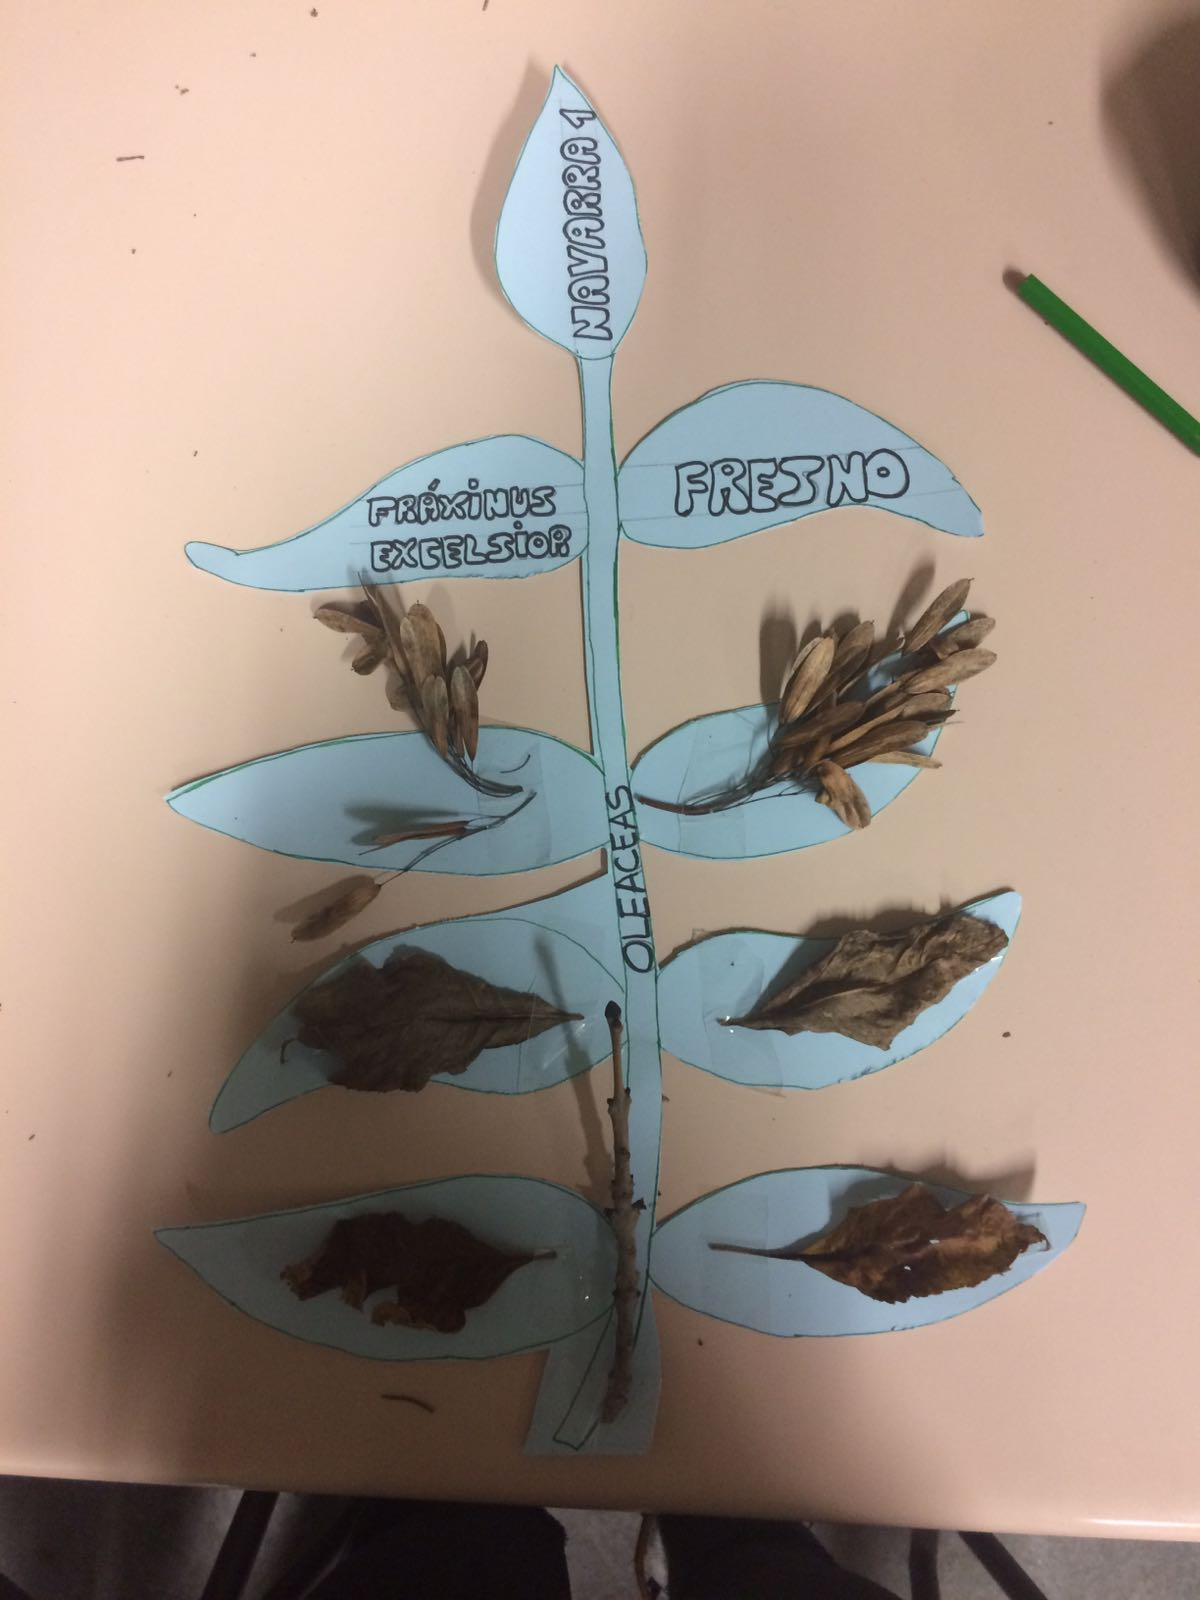 NAVARRA 1
FRÁXINUS
EXCELSIOR
FRESNO
OLEACEAS